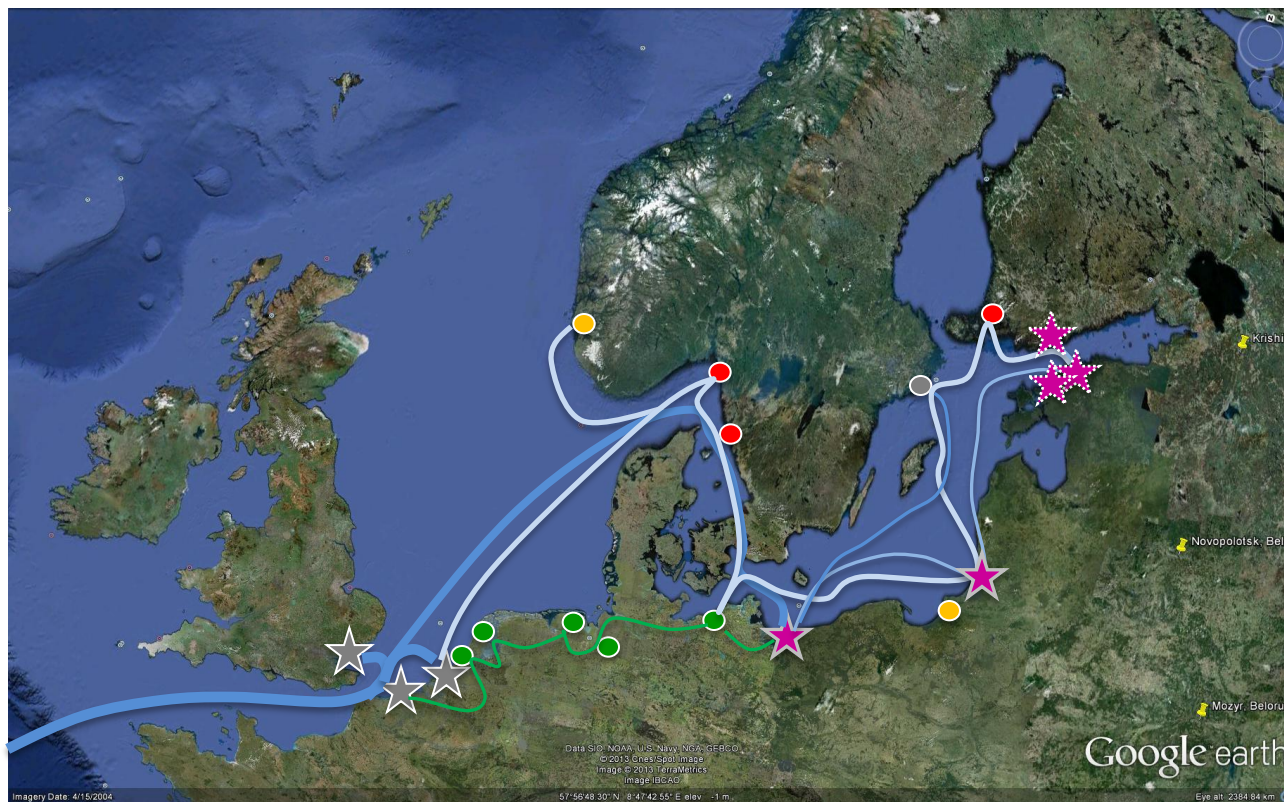 N
Krishi
Novopolotsk, Bel
Mozyr, Beloru
Data SIO, NOAA, U.S. Navy, NGA, GEBCO
© 2013 Cnes/Spot Image
Image © 2013 TerraMetrics
Image IBCAO
Google earth
Imagery Date: 4/15/2004 57°56'48.30" N 8°47'42.55" E elev -1 m Eye alt 2384.84 km